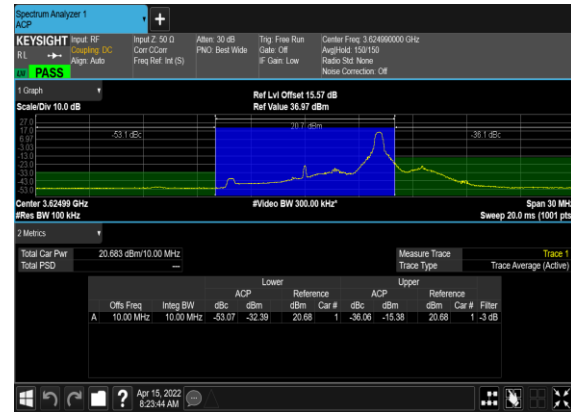 Spectrum Analyzer 1
ACP
+
KEYSIGHT Input: RF Input Z: 50 Ω Atten: 30 dB Trig: Free Run Center Freq: 3.624990000 GHz
RL Coupling: DC Corr CCorr PNO: Best Wide Gate: Off Avg|Hold: 150/150
Align: Auto Freq Ref: Int (S) IF Gain: Low Radio Std: None
PASS Noise Correction: Off
1 Graph Ref Lvl Offset 15.57 dB
Scale/Div 10.0 dB Ref Value 36.97 dBm
27.0
17.0 -53.1 dBc 20.7 dBm -36.1 dBc
6.97
-3.03
-13.0
-23.0
-33.0
-43.0
-53.0
Center 3.62499 GHz #Video BW 300.00 kHz* Span 30 MHz
#Res BW 100 kHz Sweep 20.0 ms (1001 pts
2 Metrics
Total Car Pwr 20.683 dBm/10.00 MHz Measure Trace Trace 1
Total PSD --- Trace Type Trace Average (Active)
Lower Upper
ACP Reference ACP Reference
Offs Freq Integ BW dBc dBm dBm Car # dBc dBm dBm Car # Filter
A 10.00 MHz 10.00 MHz -53.07 -32.39 20.68 1 -36.06 -15.38 20.68 1 -3 dB
? Apr 15, 2022
8:23:44 AM